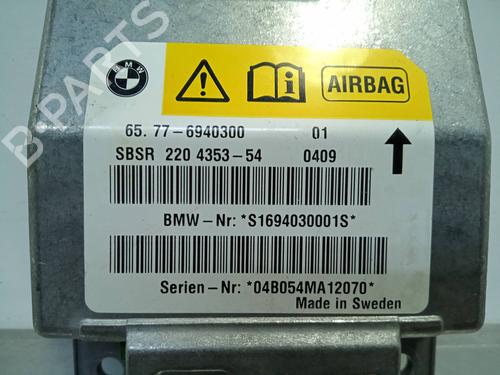 B-PARTS
BMW
AIRBAG
65. 77-6940300 01
SBSR 220 4353-54 0409
BMW-Nr: *S1694030001S*
Serien-Nr: *04B054MA12070*
Made in Sweden